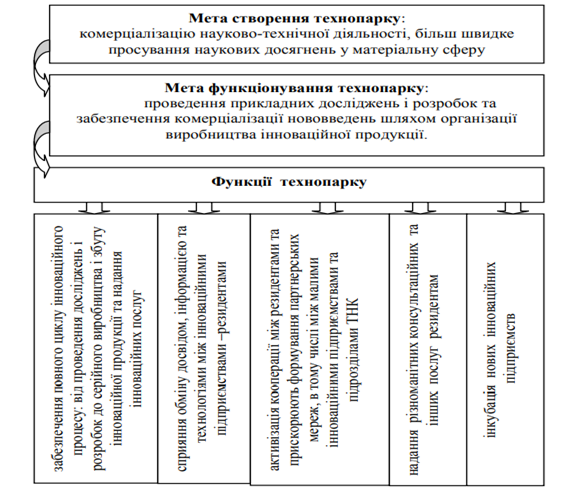 Мета створення технопарку:
комерціалізацію науково-технічної діяльності, більш швидке
просування наукових досягнень у матеріальну сферу
Мета функціонування технопарку:
проведення прикладних досліджень і розробок та
забезпечення комерціалізації нововведень шляхом організації
виробництва інноваційної продукції.
Функції технопарку
забезпечення повного циклу інноваційного
процесу: від проведення досліджень і
розробок до серійного виробництва і збуту
інноваційної продукції та надання
інноваційних послуг
сприяння обміну досвідом, інформацією та
технологіями між інноваційними
підприємствами –резидентами
активізація кооперації між резидентами та
прискорюють формування партнерських
мереж, в тому числі між малими
інноваційними підприємствами та
підрозділами ТНК
надання різноманітних консультаційних та
інших послуг резидентам
інкубація нових інноваційних
підприємств